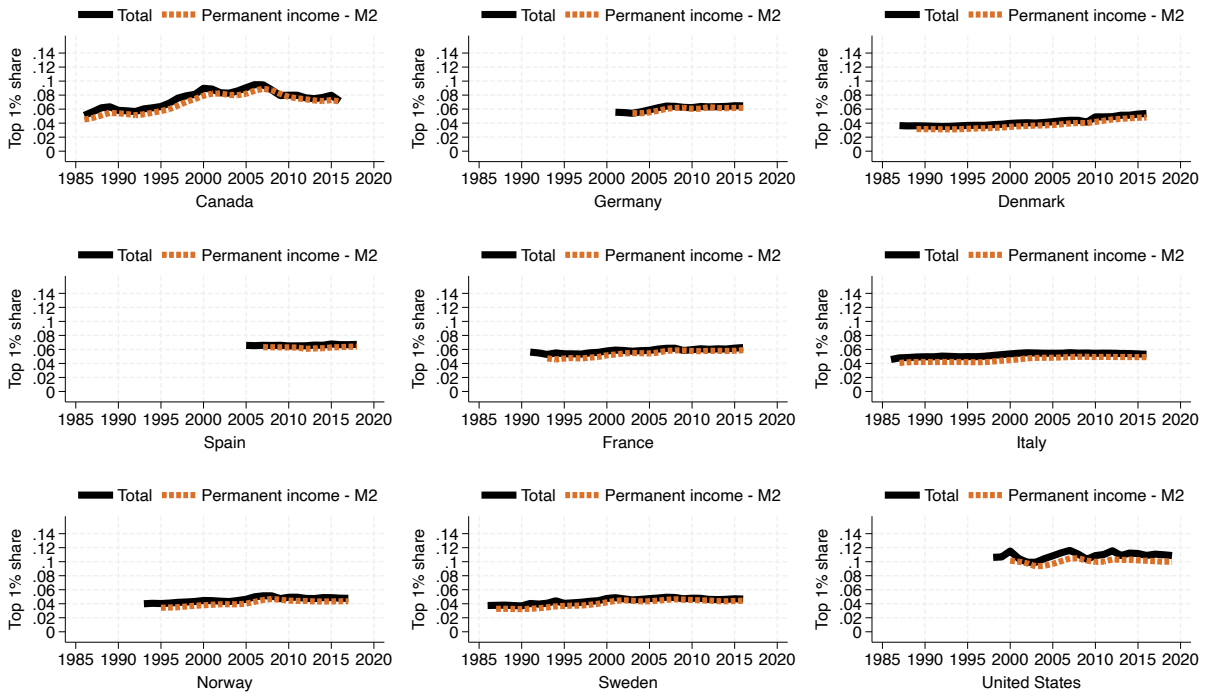 Total Permanent income - M2
Total Permanent income - M2
Total Permanent income - M2
Top 1% share
.14
.12
.1
.08
.06
.04
.02
0
1985 1990 1995 2000 2005 2010 2015 2020
Canada
Top 1% share
.14
.12
.1
.08
.06
.04
.02
0
1985 1990 1995 2000 2005 2010 2015 2020
Germany
Top 1% share
.14
.12
.1
.08
.06
.04
.02
0
1985 1990 1995 2000 2005 2010 2015 2020
Denmark
Total Permanent income - M2
Total Permanent income - M2
Total Permanent income - M2
Top 1% share
.14
.12
.1
.08
.06
.04
.02
0
1985 1990 1995 2000 2005 2010 2015 2020
Spain
Top 1% share
.14
.12
.1
.08
.06
.04
.02
0
1985 1990 1995 2000 2005 2010 2015 2020
France
Top 1% share
.14
.12
.1
.08
.06
.04
.02
0
1985 1990 1995 2000 2005 2010 2015 2020
Italy
Total Permanent income - M2
Total Permanent income - M2
Total Permanent income - M2
Top 1% share
.14
.12
.1
.08
.06
.04
.02
0
1985 1990 1995 2000 2005 2010 2015 2020
Norway
Top 1% share
.14
.12
.1
.08
.06
.04
.02
0
1985 1990 1995 2000 2005 2010 2015 2020
Sweden
Top 1% share
.14
.12
.1
.08
.06
.04
.02
0
1985 1990 1995 2000 2005 2010 2015 2020
United States